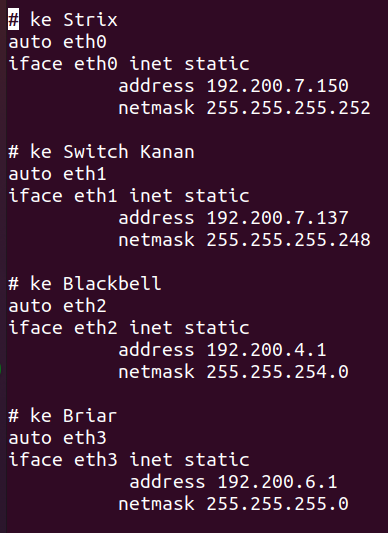 # ke Strix
auto eth0
iface eth0 inet static
address 192.200.7.150
netmask 255.255.255.252
# ke Switch Kanan
auto eth1
iface eth1 inet static
address 192.200.7.137
netmask 255.255.255.248
# ke Blackbell
auto eth2
iface eth2 inet static
address 192.200.4.1
netmask 255.255.254.0
# ke Briar
auto eth3
iface eth3 inet static
address 192.200.6.1
netmask 255.255.255.0